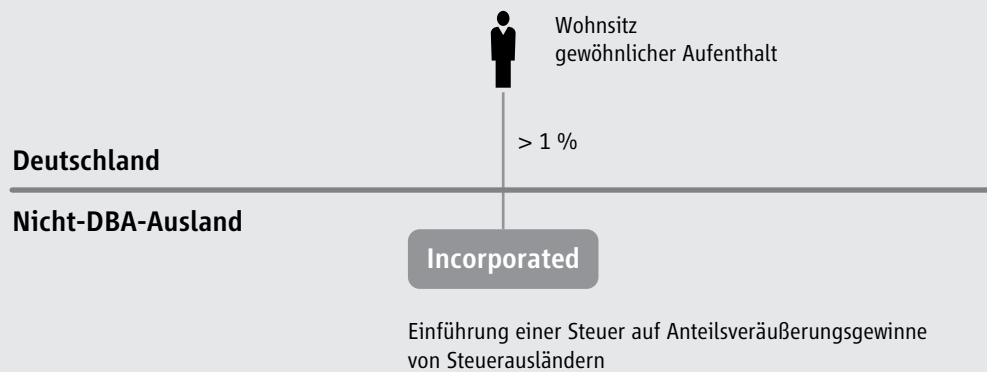 Wohnsitz
gewöhnlicher Aufenthalt
> 1 %
Deutschland
Nicht-DBA-Ausland
Incorporated
Einführung einer Steuer auf Anteilsveräußerungsgewinne
von Steuerausländern